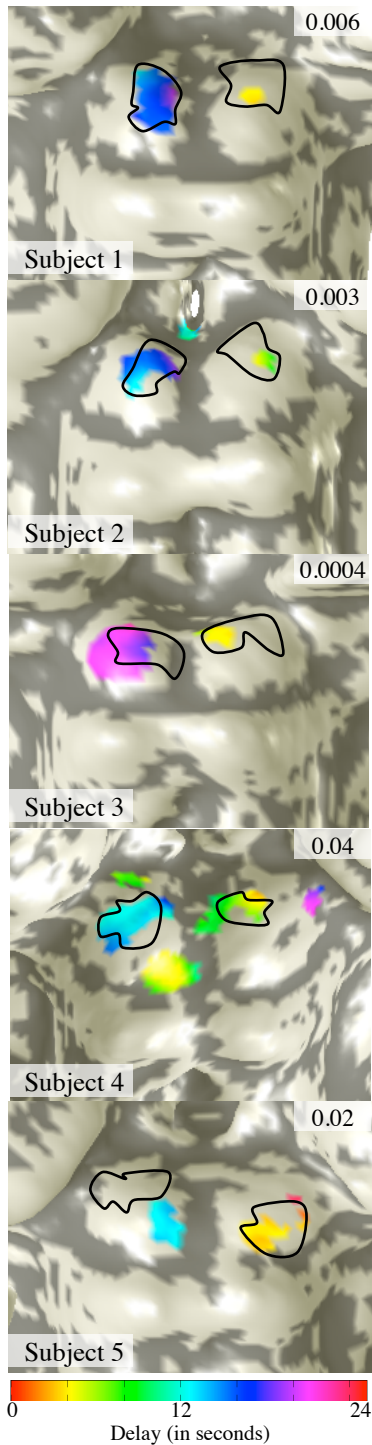 0.006
Subject 1
0.003
Subject 2
0.0004
Subject 3
0.04
Subject 4
0.02
Subject 5
0 12 24
Delay (in seconds)